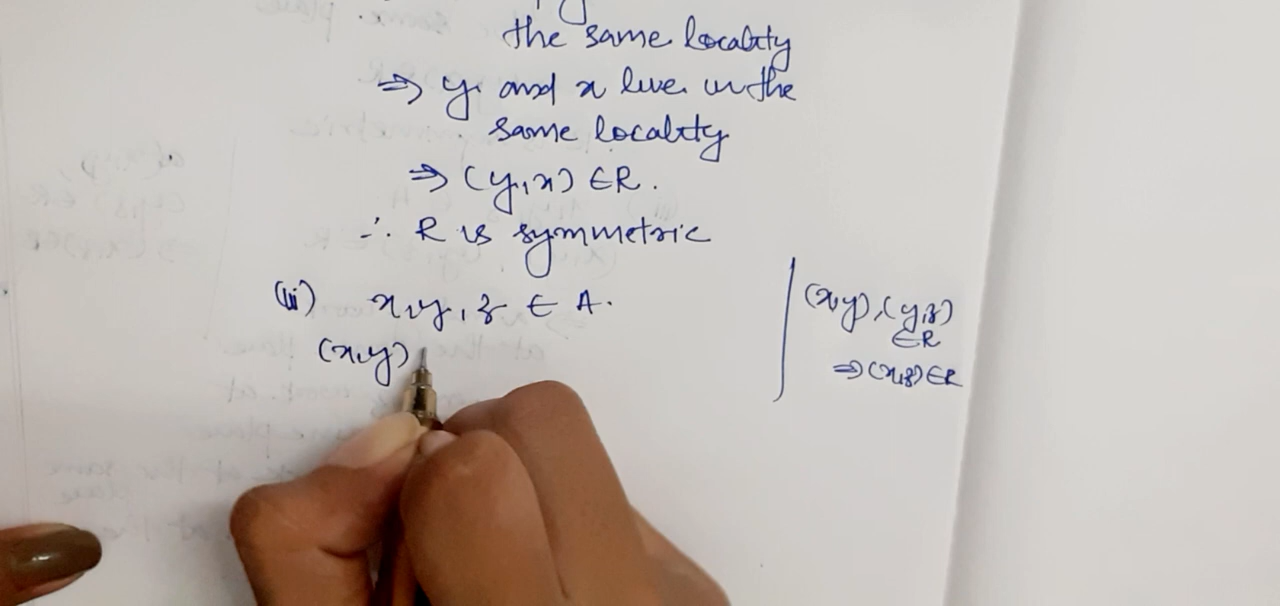 the same locality
⇒ y and x live in the
same locality
⇒ (y, x) ∈ R.
∴ R is symmetric
(iii) x, y, z ∈ A.
(x, y)
(x, y), (y, z)
∈ R
⇒ (x, z) ∈ R